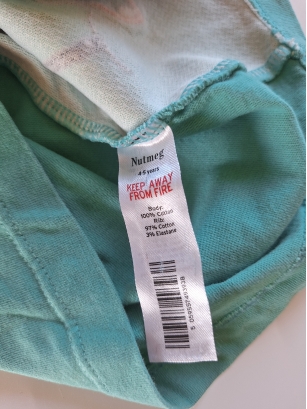 Nutmeg
4-5 years
KEEP AWAY
FROM FIRE
Body:
100% Cotton
Rib:
97% Cotton
3% Elastane